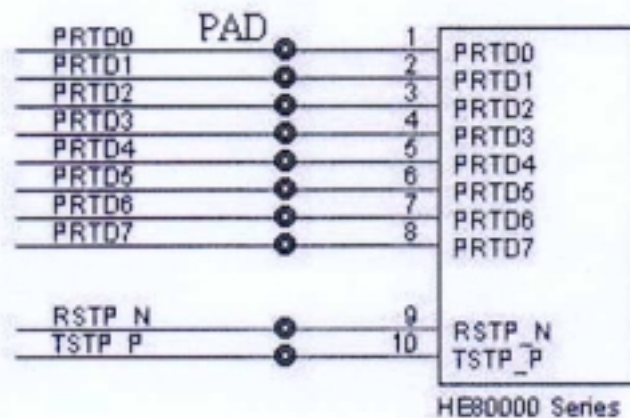 PAD
PRTD0 1 PRTD0
PRTD1 2 PRTD1
PRTD2 3 PRTD2
PRTD3 4 PRTD3
PRTD4 5 PRTD4
PRTD5 6 PRTD5
PRTD6 7 PRTD6
PRTD7 8 PRTD7
RSTP_N 9 RSTP_N
TSTP_P 10 TSTP_P
HE80000 Series